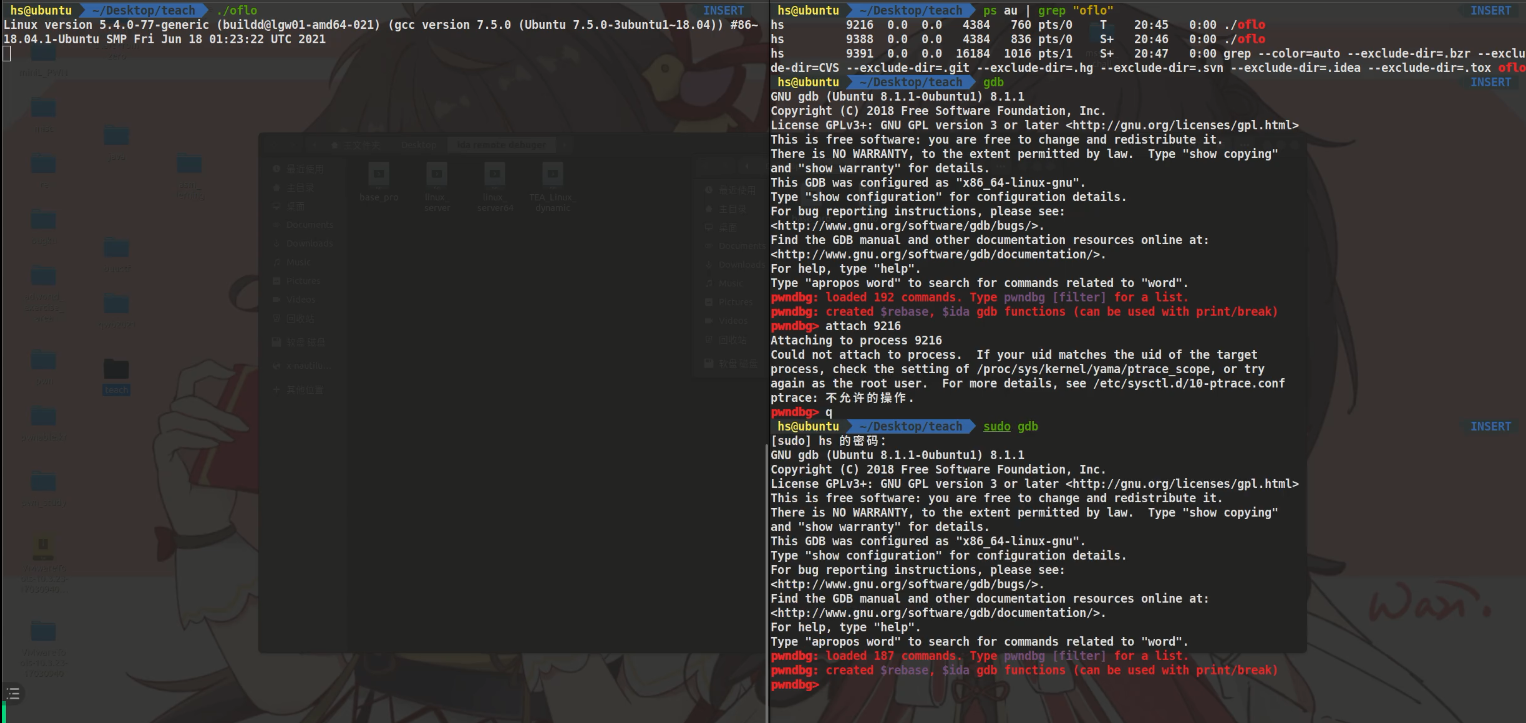 hs@ubuntu ~/Desktop/teach ./oflo INSERT
Linux version 5.4.0-77-generic (buildd@lgw01-amd64-021) (gcc version 7.5.0 (Ubuntu 7.5.0-3ubuntu1~18.04)) #86~
18.04.1-Ubuntu SMP Fri Jun 18 01:23:22 UTC 2021
Desktop
Documents
Downloads
Music
Pictures
Videos
base_pro
linux_
server
linux_
server64
TEA_Linux_
dynamic
Documents
Downloads
Music
Pictures
Videos
teach
hs@ubuntu ~/Desktop/teach ps au | grep "oflo" INSERT
hs 9216 0.0 0.0 4384 760 pts/0 T 20:45 0:00 ./oflo
hs 9388 0.0 0.0 4384 836 pts/0 S+ 20:46 0:00 ./oflo
hs 9391 0.0 0.0 16184 1016 pts/1 S+ 20:47 0:00 grep --color=auto --exclude-dir=.bzr --exclu
de-dir=CVS --exclude-dir=.git --exclude-dir=.hg --exclude-dir=.svn --exclude-dir=.idea --exclude-dir=.tox oflo
hs@ubuntu ~/Desktop/teach gdb INSERT
GNU gdb (Ubuntu 8.1.1-0ubuntu1) 8.1.1
Copyright (C) 2018 Free Software Foundation, Inc.
License GPLv3+: GNU GPL version 3 or later <http://gnu.org/licenses/gpl.html>
This is free software: you are free to change and redistribute it.
There is NO WARRANTY, to the extent permitted by law.  Type "show copying"
and "show warranty" for details.
This GDB was configured as "x86_64-linux-gnu".
Type "show configuration" for configuration details.
For bug reporting instructions, please see:
<http://www.gnu.org/software/gdb/bugs/>.
Find the GDB manual and other documentation resources online at:
<http://www.gnu.org/software/gdb/documentation/>.
For help, type "help".
Type "apropos word" to search for commands related to "word".
pwndbg: loaded 192 commands. Type pwndbg [filter] for a list.
pwndbg: created $rebase, $ida gdb functions (can be used with print/break)
pwndbg> attach 9216
Attaching to process 9216
Could not attach to process.  If your uid matches the uid of the target
process, check the setting of /proc/sys/kernel/yama/ptrace_scope, or try
again as the root user.  For more details, see /etc/sysctl.d/10-ptrace.conf
ptrace: 不允许的操作.
pwndbg> q
hs@ubuntu ~/Desktop/teach sudo gdb INSERT
[sudo] hs 的密码：
GNU gdb (Ubuntu 8.1.1-0ubuntu1) 8.1.1
Copyright (C) 2018 Free Software Foundation, Inc.
License GPLv3+: GNU GPL version 3 or later <http://gnu.org/licenses/gpl.html>
This is free software: you are free to change and redistribute it.
There is NO WARRANTY, to the extent permitted by law.  Type "show copying"
and "show warranty" for details.
This GDB was configured as "x86_64-linux-gnu".
Type "show configuration" for configuration details.
For bug reporting instructions, please see:
<http://www.gnu.org/software/gdb/bugs/>.
Find the GDB manual and other documentation resources online at:
<http://www.gnu.org/software/gdb/documentation/>.
For help, type "help".
Type "apropos word" to search for commands related to "word".
pwndbg: loaded 187 commands. Type pwndbg [filter] for a list.
pwndbg: created $rebase, $ida gdb functions (can be used with print/break)
pwndbg>